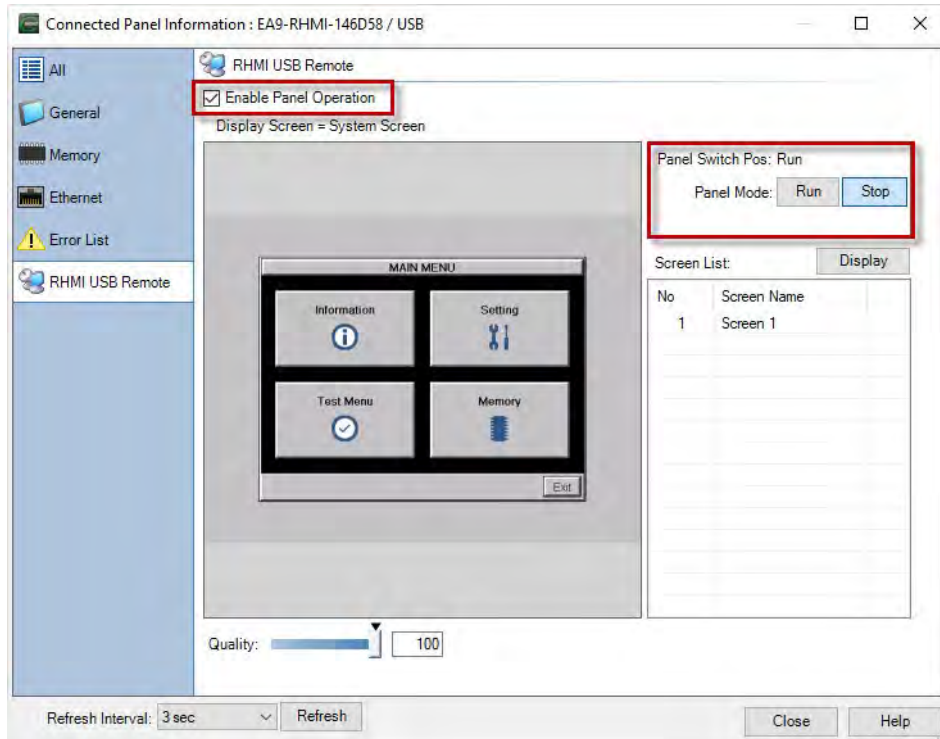 Connected Panel Information : EA9-RHMI-146D58 / USB
All
General
Memory
Ethernet
Error List
RHMI USB Remote
RHMI USB Remote
Enable Panel Operation
Display Screen = System Screen
MAIN MENU
Information
Setting
Test Menu
Memory
Exit
Panel Switch Pos: Run
Panel Mode: Run Stop
Screen List: Display
No Screen Name
1 Screen 1
Quality: 100
Refresh Interval: 3 sec Refresh
Close Help